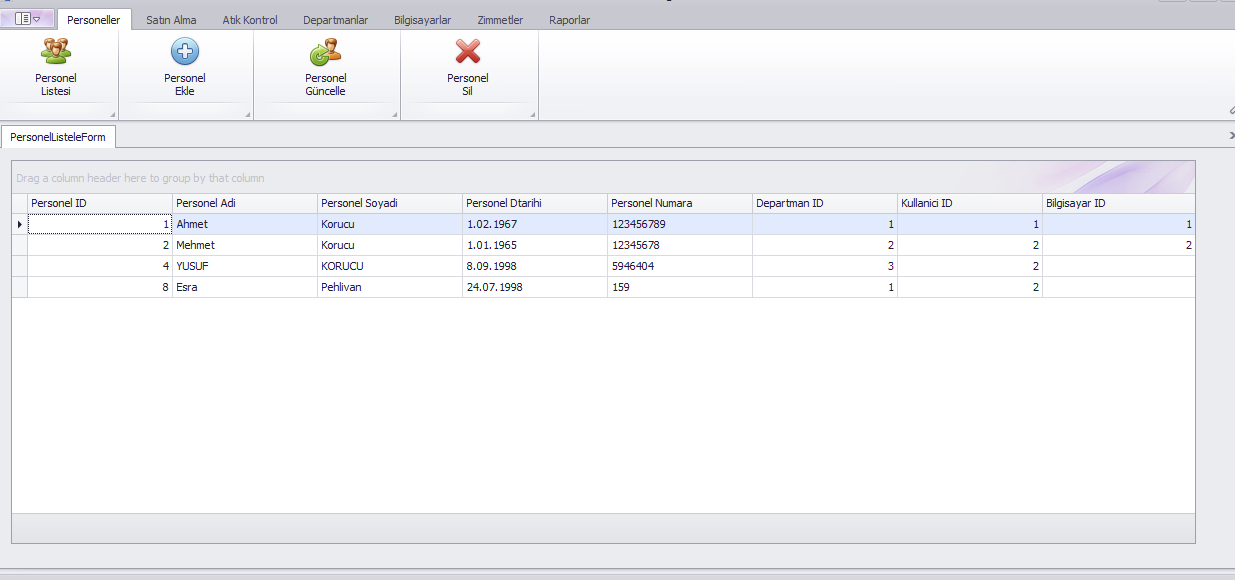 Personeller Satın Alma Atık Kontrol Departmanlar Bilgisayarlar Zimmetler Raporlar
Personel Listesi
Personel Ekle
Personel Güncelle
Personel Sil
PersonelListeleForm
Drag a column header here to group by that column
Personel ID Personel Adi Personel Soyadi Personel Dtarihi Personel Numara Departman ID Kullanici ID Bilgisayar ID
1 Ahmet Korucu 1.02.1967 123456789 1 1 1
2 Mehmet Korucu 1.01.1965 12345678 2 2 2
4 YUSUF KORUCU 8.09.1998 5946404 3 2
8 Esra Pehlivan 24.07.1998 159 1 2